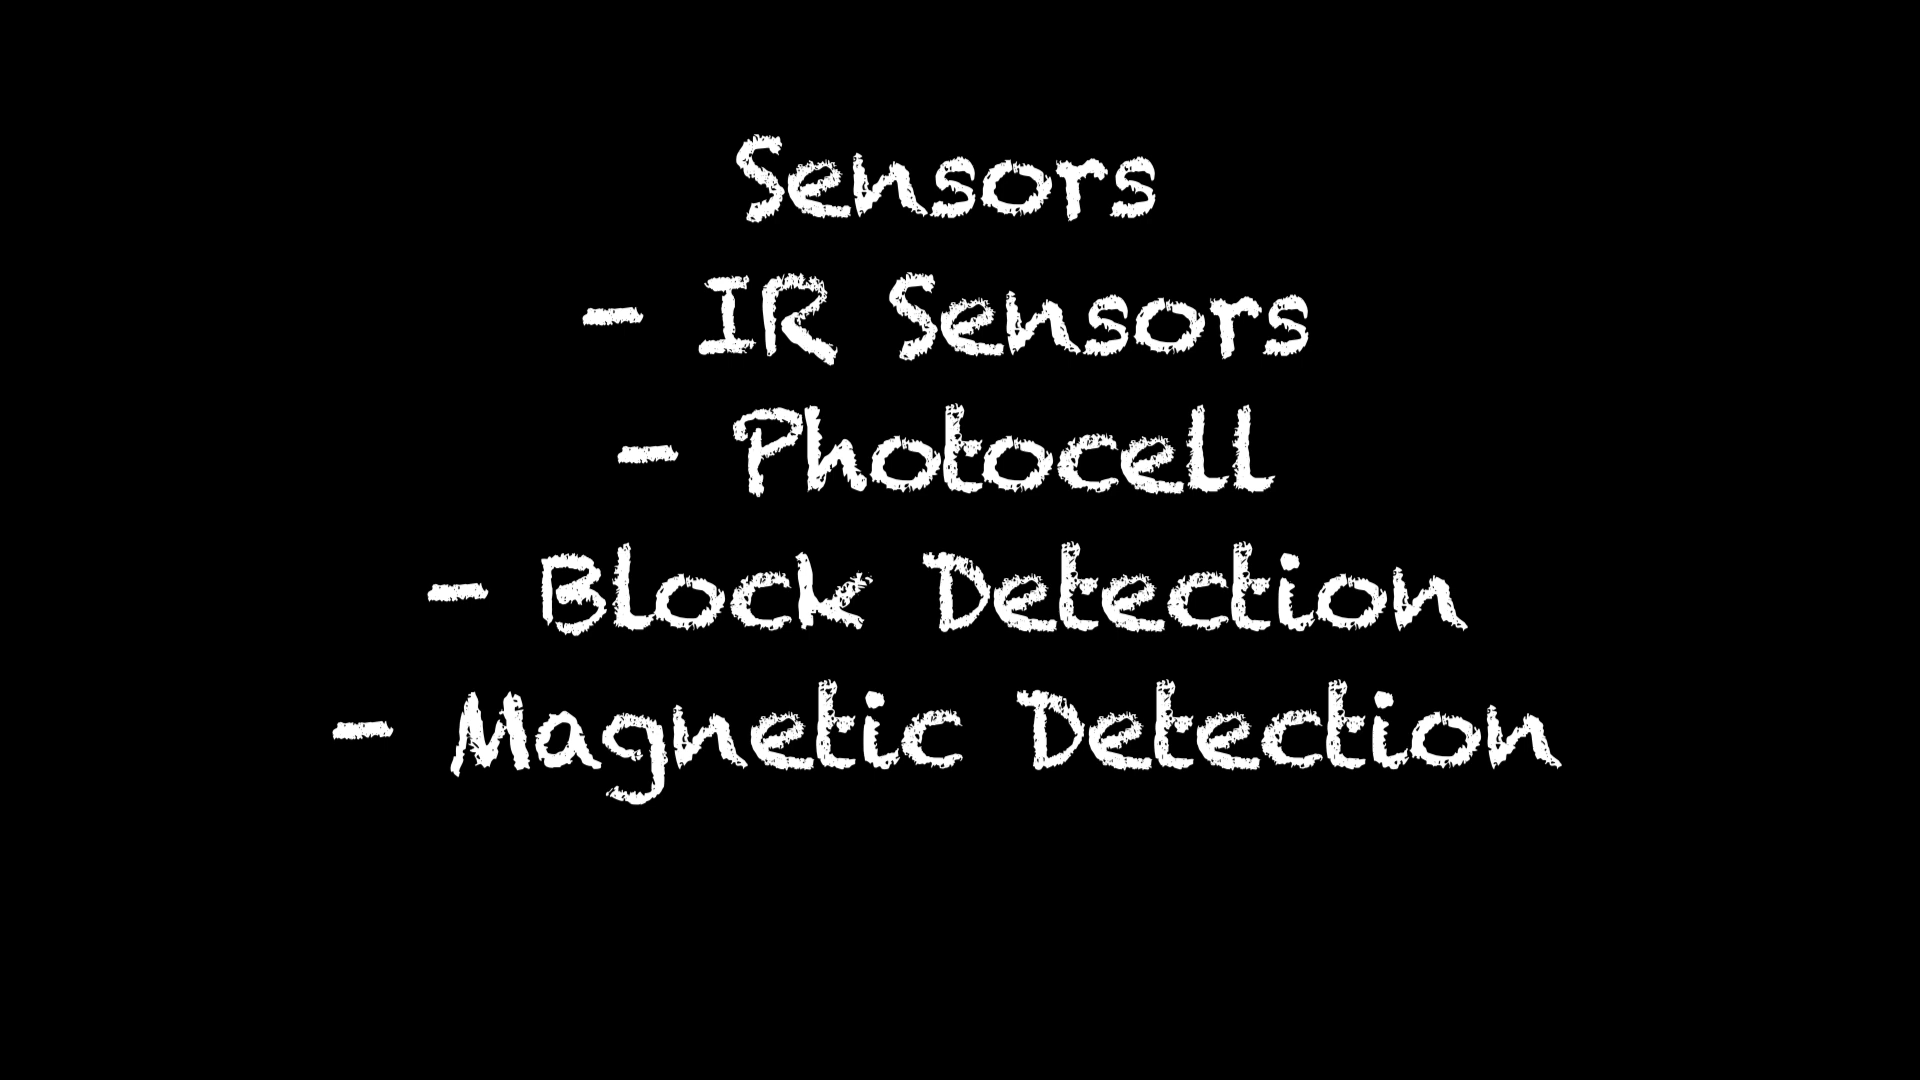 Sensors
- IR Sensors
- Photocell
- Block Detection
- Magnetic Detection